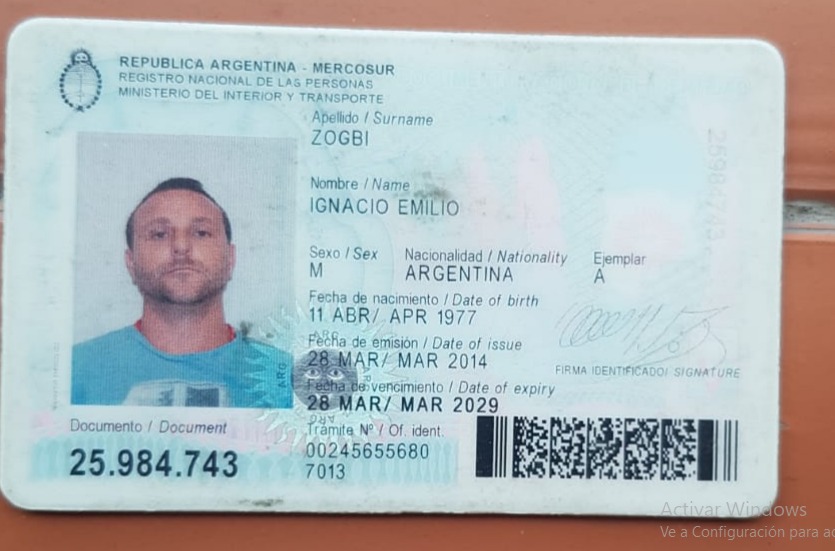 REPUBLICA ARGENTINA - MERCOSUR
REGISTRO NACIONAL DE LAS PERSONAS
MINISTERIO DEL INTERIOR Y TRANSPORTE
Apellido / Surname
ZOGBI
Nombre / Name
IGNACIO EMILIO
Sexo / Sex Nacionalidad / Nationality Ejemplar
M ARGENTINA A
Fecha de nacimiento / Date of birth
11 ABR/ APR 1977
Fecha de emisión / Date of issue
28 MAR/ MAR 2014
FIRMA IDENTIFICADO/ SIGNATURE
Fecha de vencimiento / Date of expiry
28 MAR/ MAR 2029
Documento / Document
25.984.743
Trámite Nº / Of. ident.
00245655680
7013
25984743
ARG
ARG
ARG
Activar Windows
Ve a Configuración para